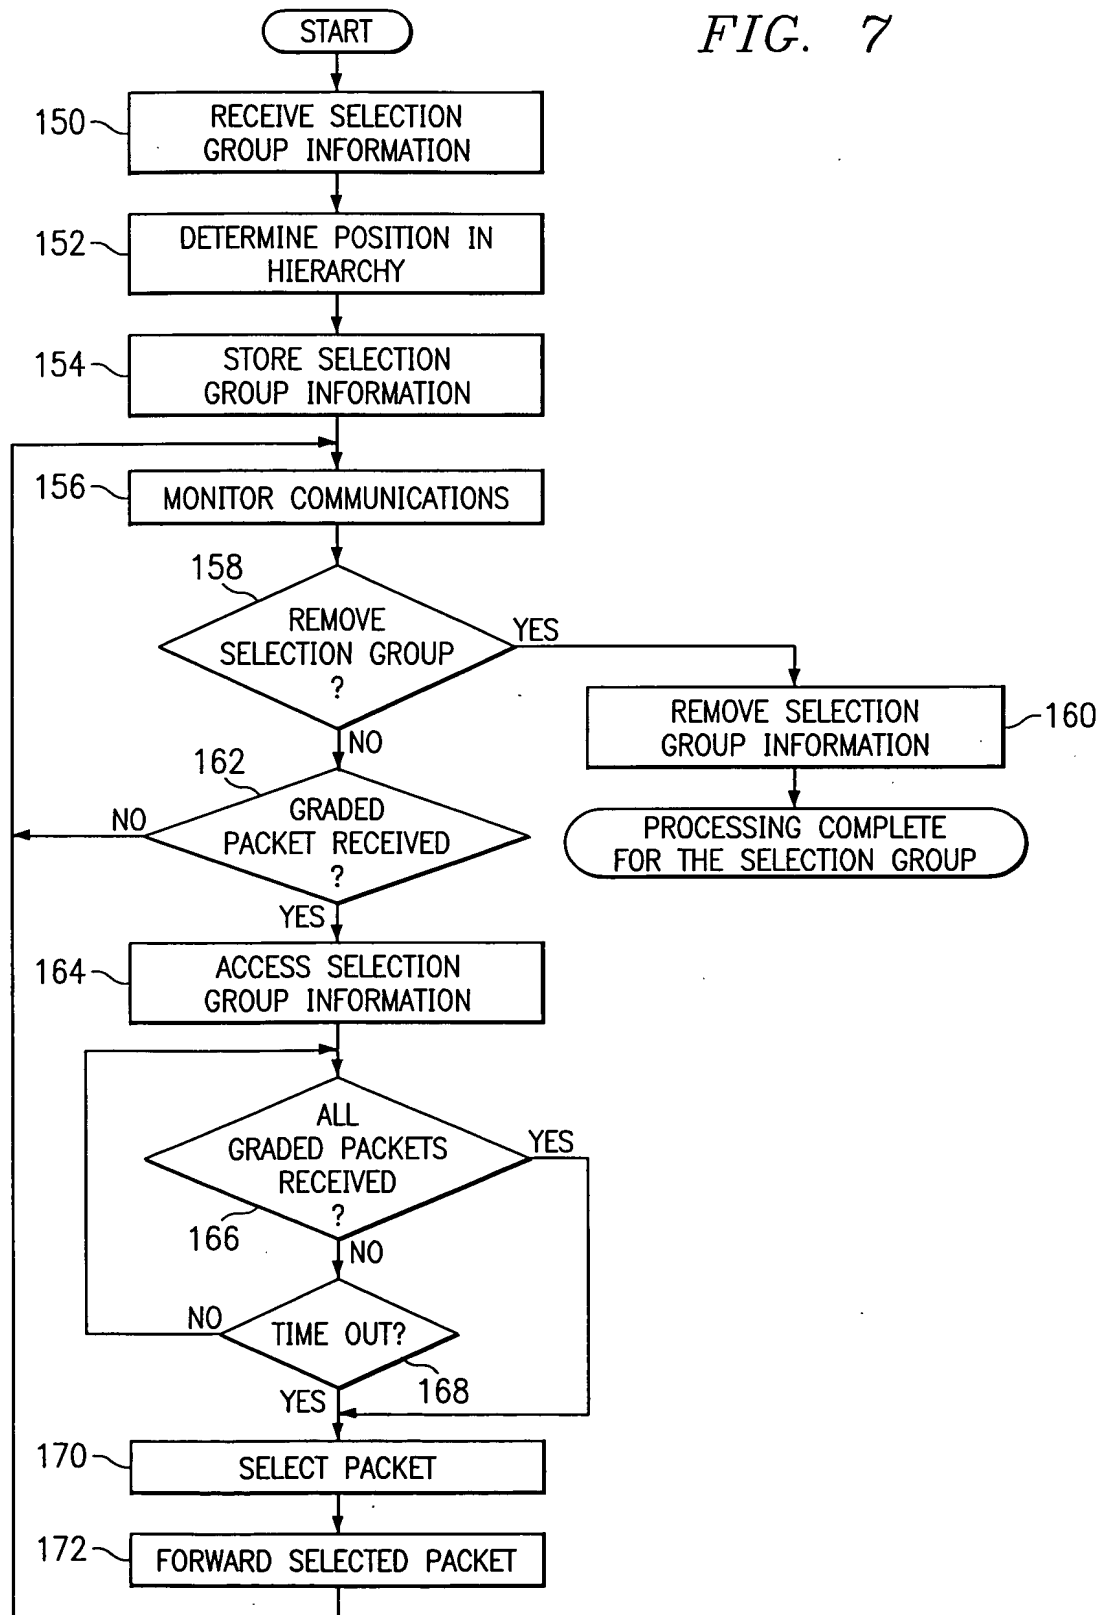 START
FIG. 7
150
RECEIVE SELECTION
GROUP INFORMATION
152
DETERMINE POSITION IN
HIERARCHY
154
STORE SELECTION
GROUP INFORMATION
156
MONITOR COMMUNICATIONS
158
REMOVE
SELECTION GROUP
?
YES
NO
REMOVE SELECTION
GROUP INFORMATION
160
PROCESSING COMPLETE
FOR THE SELECTION GROUP
162
GRADED
PACKET RECEIVED
?
NO
YES
164
ACCESS SELECTION
GROUP INFORMATION
ALL
GRADED PACKETS
RECEIVED
?
YES
166
NO
NO
TIME OUT?
168
YES
170
SELECT PACKET
172
FORWARD SELECTED PACKET